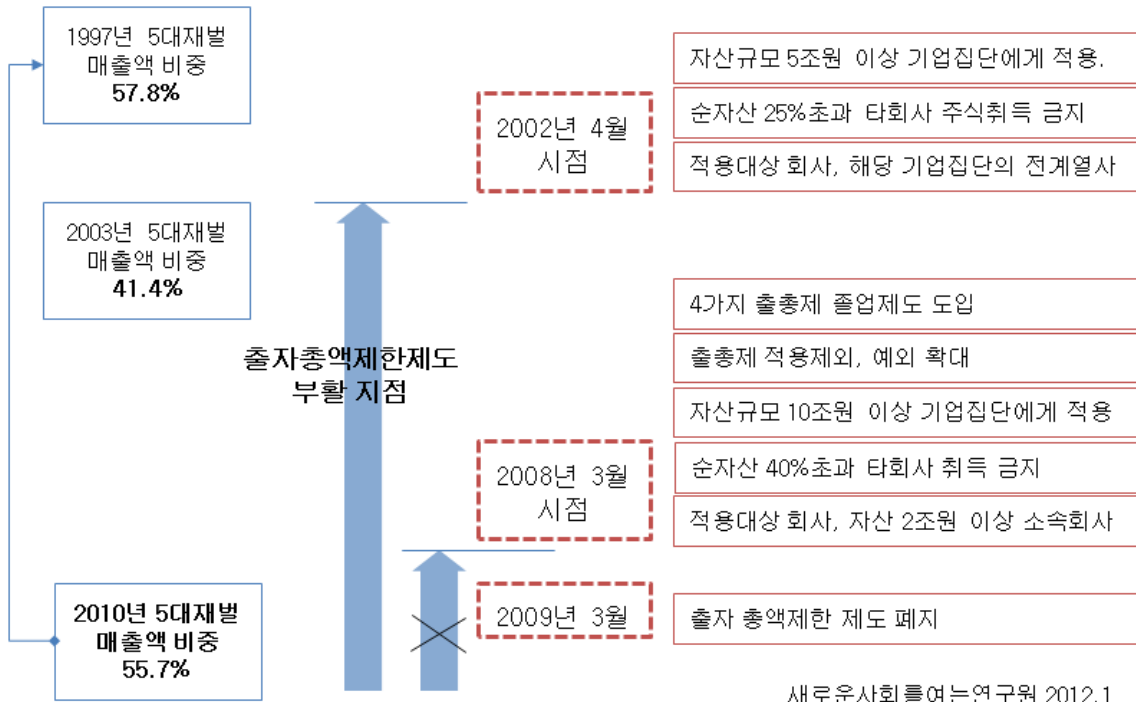 1997년 5대재벌
매출액 비중
57.8%
2003년 5대재벌
매출액 비중
41.4%
2010년 5대재벌
매출액 비중
55.7%
출자총액제한제도
부활 지점
2002년 4월
시점
자산규모 5조원 이상 기업집단에게 적용.
순자산 25%초과 타회사 주식취득 금지
적용대상 회사, 해당 기업집단의 전계열사
4가지 출총제 졸업제도 도입
출총제 적용제외, 예외 확대
2008년 3월
시점
자산규모 10조원 이상 기업집단에게 적용
순자산 40%초과 타회사 취득 금지
적용대상 회사, 자산 2조원 이상 소속회사
2009년 3월
출자 총액제한 제도 폐지
새로운사회를여는연구원 2012.1